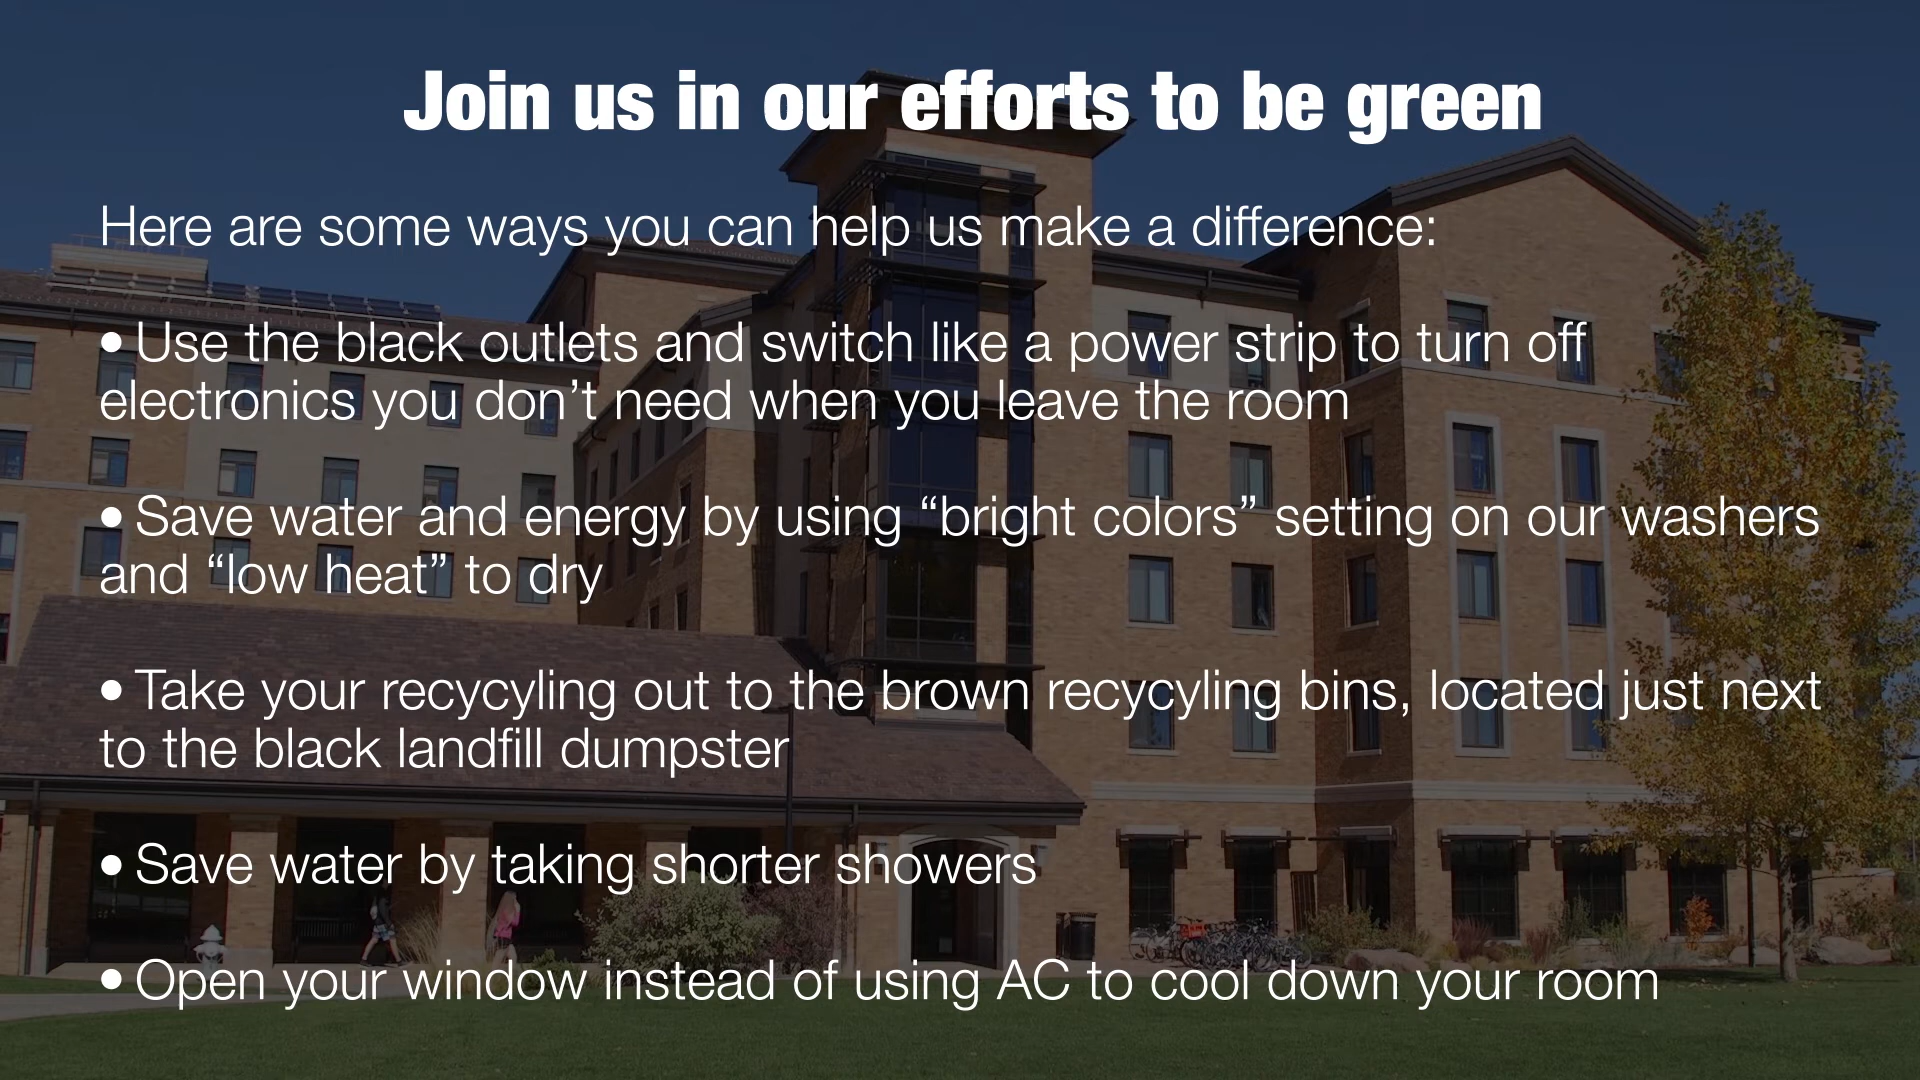 Join us in our efforts to be green
Here are some ways you can help us make a difference:
• Use the black outlets and switch like a power strip to turn off
electronics you don’t need when you leave the room
• Save water and energy by using “bright colors” setting on our washers
and “low heat” to dry
• Take your recycyling out to the brown recycyling bins, located just next
to the black landfill dumpster
• Save water by taking shorter showers
• Open your window instead of using AC to cool down your room